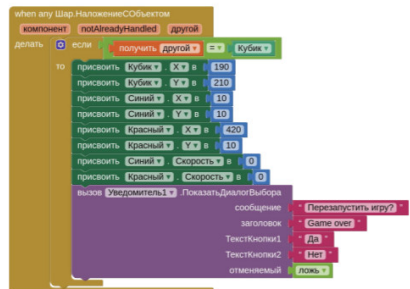 when any Шар.НаложениеСОбъектом
компонент notAlreadyHandled другой
делать если получить другой = Кубик
то присвоить Кубик . X в 190
присвоить Кубик . Y в 210
присвоить Синий . X в 10
присвоить Синий . Y в 10
присвоить Красный . X в 420
присвоить Красный . Y в 10
присвоить Синий . Скорость в 0
присвоить Красный . Скорость в 0
вызов Уведомитель1 .ПоказатьДиалогВыбора
сообщение " Перезапустить игру? "
заголовок " Game over "
ТекстКнопки1 " Да "
ТекстКнопки2 " Нет "
отменяемый ложь